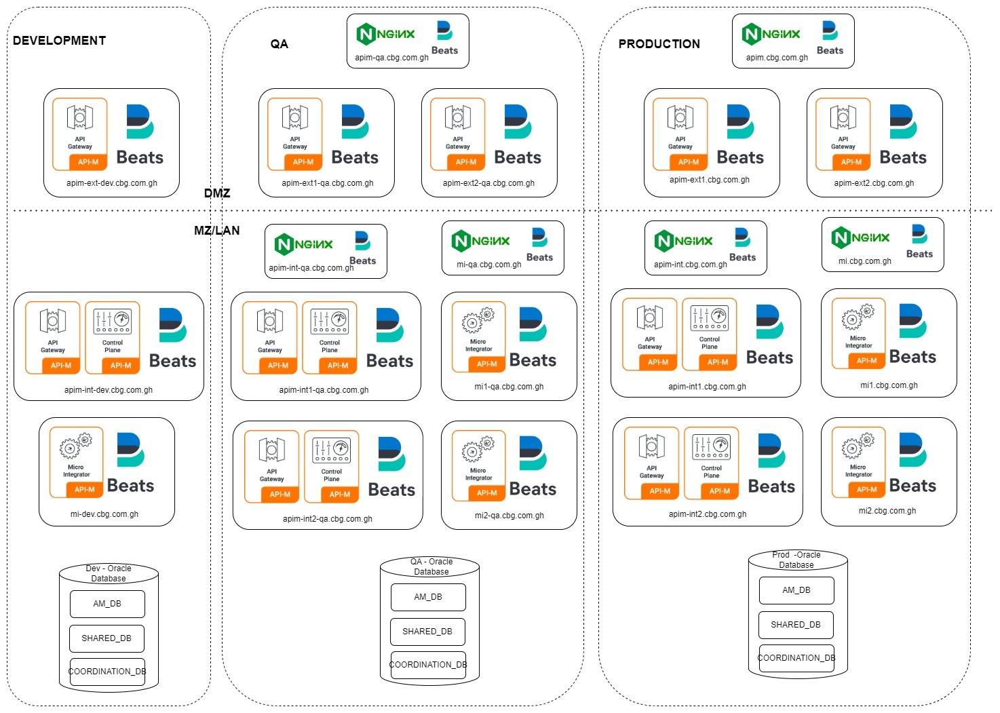 DEVELOPMENT
QA
PRODUCTION
NGINX
Beats
apim-qa.cbg.com.gh
NGINX
Beats
apim.cbg.com.gh
API
Gateway
API-M
Beats
apim-ext-dev.cbg.com.gh
API
Gateway
API-M
Beats
apim-ext1-qa.cbg.com.gh
API
Gateway
API-M
Beats
apim-ext2-qa.cbg.com.gh
API
Gateway
API-M
Beats
apim-ext1.cbg.com.gh
API
Gateway
API-M
Beats
apim-ext2.cbg.com.gh
DMZ
MZ/LAN
NGINX
Beats
apim-int-qa.cbg.com.gh
NGINX
Beats
mi-qa.cbg.com.gh
NGINX
Beats
apim-int.cbg.com.gh
NGINX
Beats
mi.cbg.com.gh
API
Gateway
API-M
Control
Plane
API-M
Beats
apim-int-dev.cbg.com.gh
API
Gateway
API-M
Control
Plane
API-M
Beats
apim-int1-qa.cbg.com.gh
Micro
Integrator
API-M
Beats
mi1-qa.cbg.com.gh
API
Gateway
API-M
Control
Plane
API-M
Beats
apim-int1.cbg.com.gh
Micro
Integrator
API-M
Beats
mi1.cbg.com.gh
Micro
Integrator
API-M
Beats
mi-dev.cbg.com.gh
API
Gateway
API-M
Control
Plane
API-M
Beats
apim-int2-qa.cbg.com.gh
Micro
Integrator
API-M
Beats
mi2-qa.cbg.com.gh
API
Gateway
API-M
Control
Plane
API-M
Beats
apim-int2.cbg.com.gh
Micro
Integrator
API-M
Beats
mi2.cbg.com.gh
Dev - Oracle
Database
AM_DB
SHARED_DB
COORDINATION_DB
QA - Oracle
Database
AM_DB
SHARED_DB
COORDINATION_DB
Prod -Oracle
Database
AM_DB
SHARED_DB
COORDINATION_DB